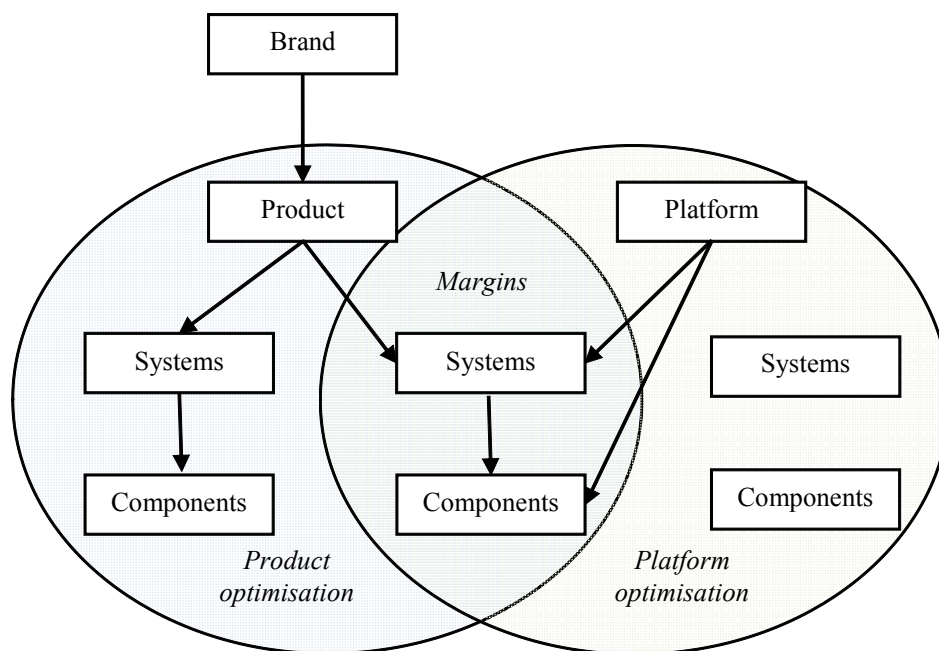 Brand
Product
Platform
Margins
Systems
Systems
Systems
Components
Components
Components
Product
optimisation
Platform
optimisation